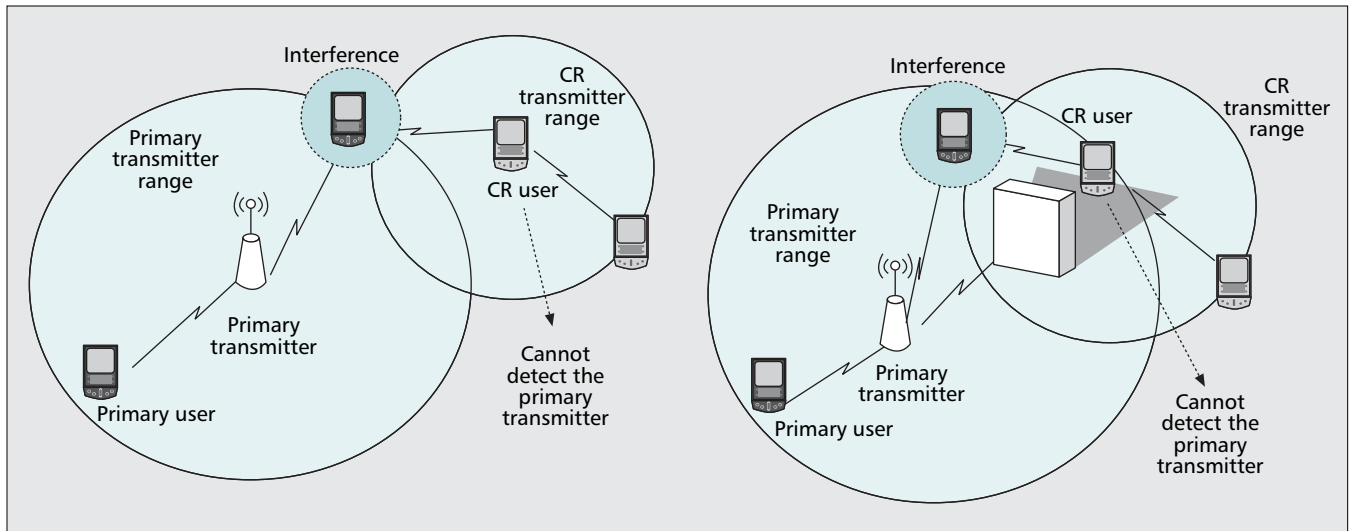 Interference
CR
transmitter
range
Primary
transmitter
range
CR user
Primary
transmitter
Cannot
detect the
primary
transmitter
Primary user
Interference
CR
transmitter
range
CR user
Primary
transmitter
range
Primary
transmitter
Cannot
detect the
primary
transmitter
Primary user